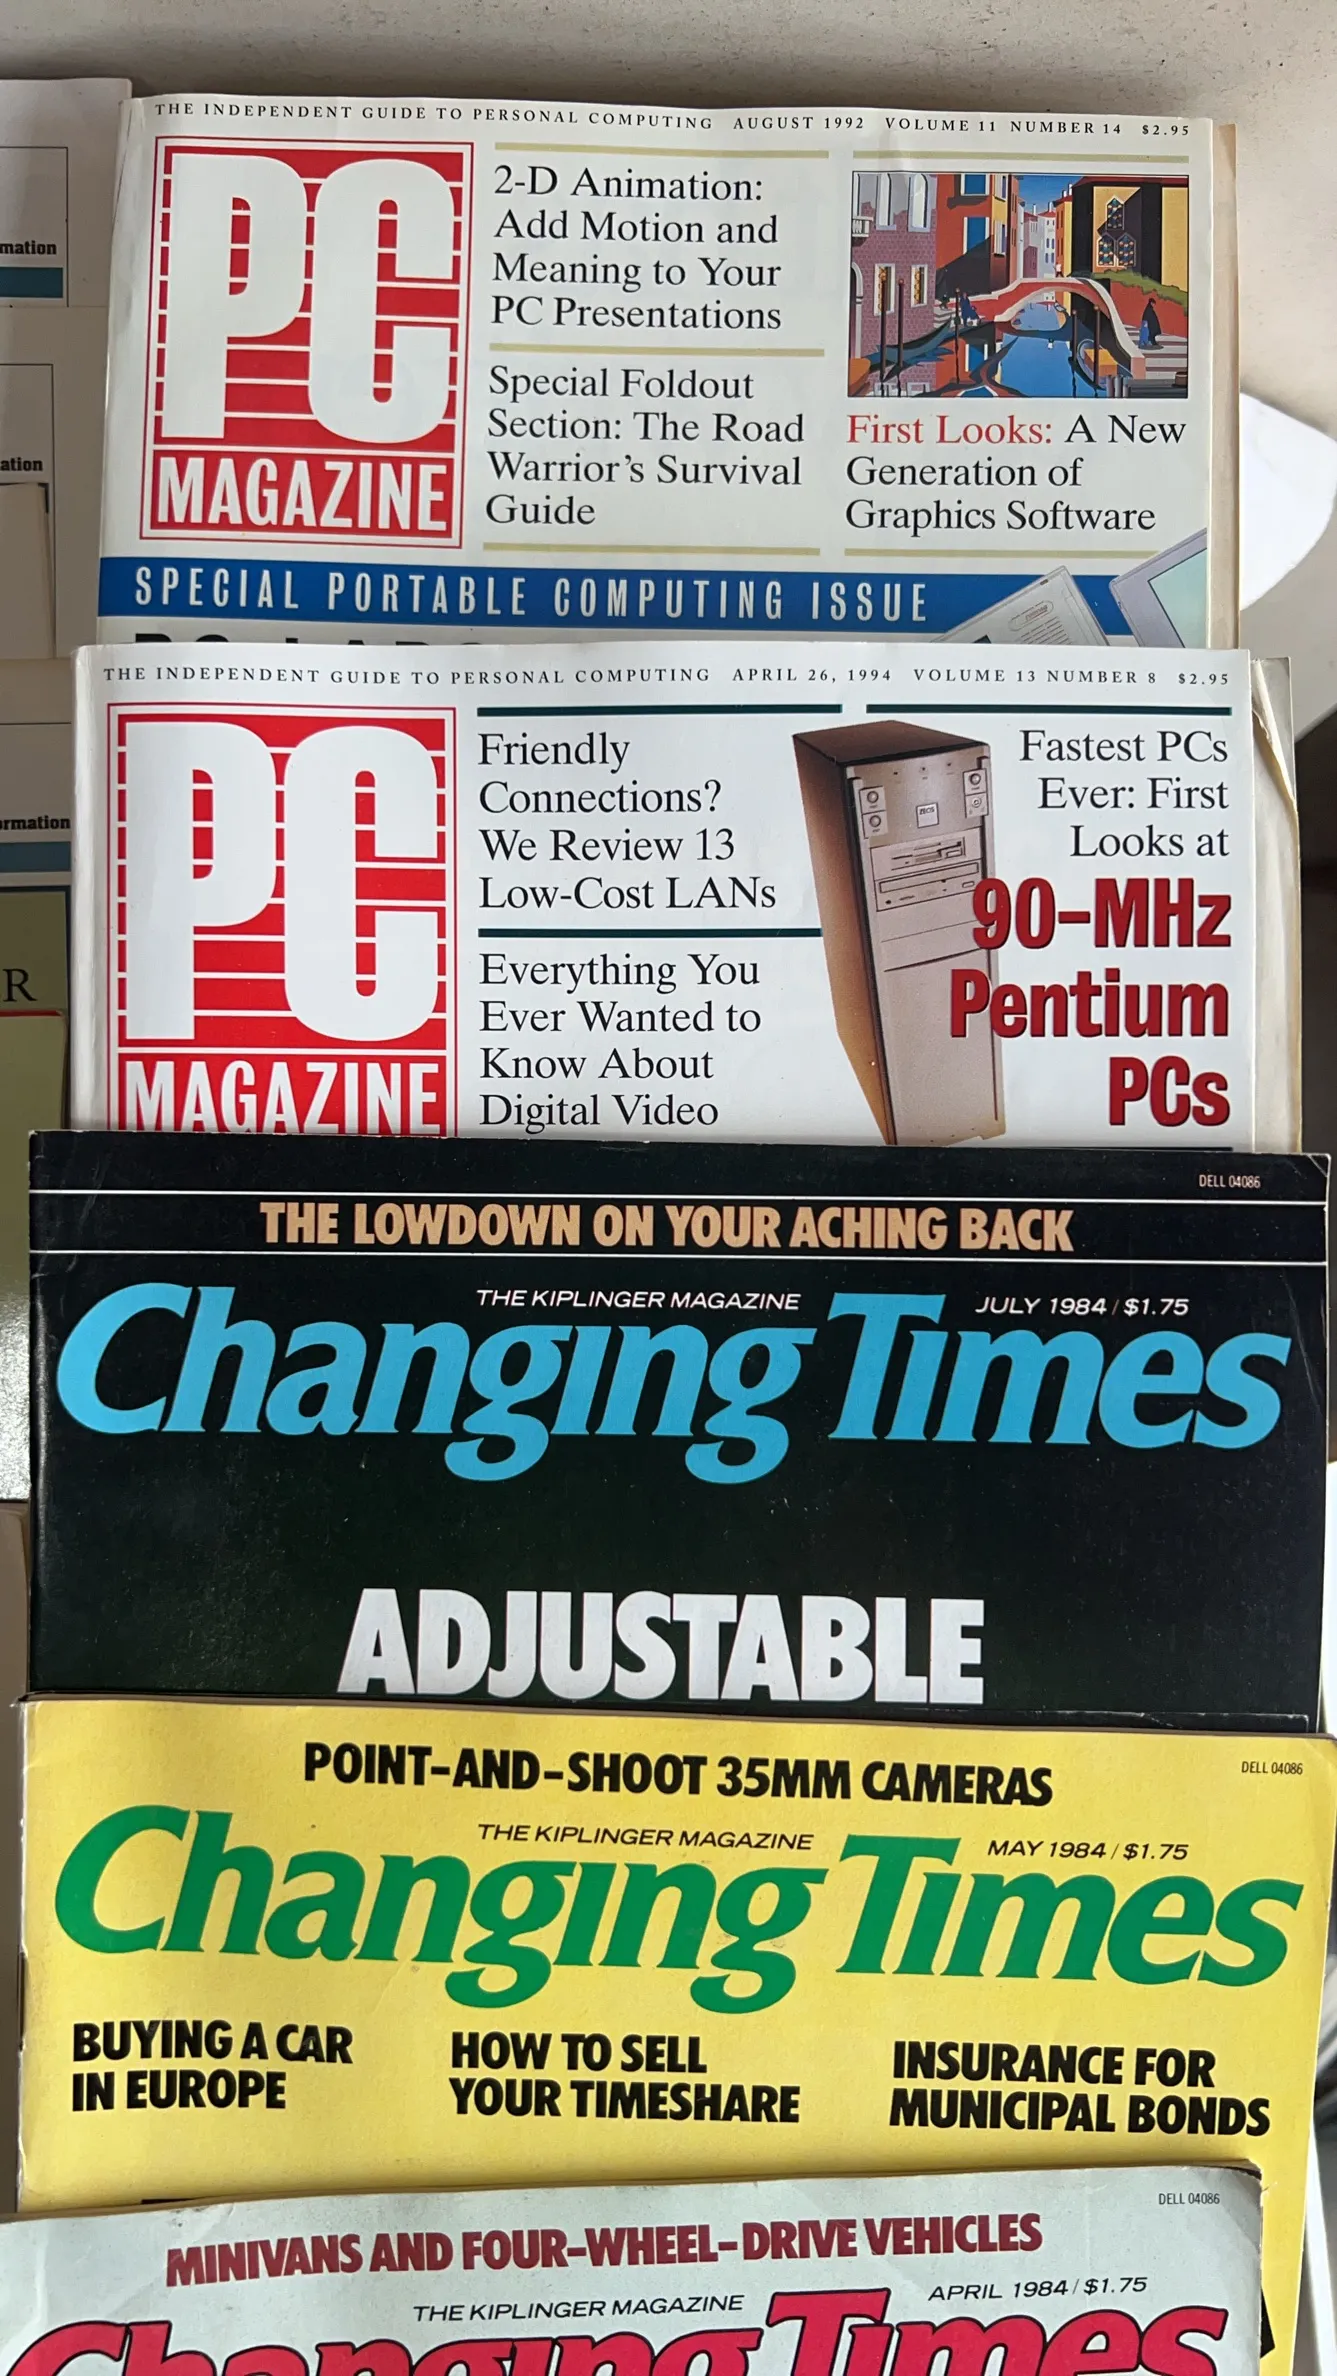 THE INDEPENDENT GUIDE TO PERSONAL COMPUTING AUGUST 1992 VOLUME 11 NUMBER 14 $2.95
PC
MAGAZINE
2-D Animation:
Add Motion and
Meaning to Your
PC Presentations
Special Foldout
Section: The Road
Warrior's Survival
Guide
First Looks: A New
Generation of
Graphics Software
SPECIAL PORTABLE COMPUTING ISSUE
THE INDEPENDENT GUIDE TO PERSONAL COMPUTING APRIL 26, 1994 VOLUME 13 NUMBER 8 $2.95
PC
MAGAZINE
Friendly
Connections?
We Review 13
Low-Cost LANs
Everything You
Ever Wanted to
Know About
Digital Video
ZEOS
Fastest PCs
Ever: First
Looks at
90-MHz
Pentium
PCs
DELL 04086
THE LOWDOWN ON YOUR ACHING BACK
THE KIPLINGER MAGAZINE
JULY 1984 / $1.75
Changing Times
ADJUSTABLE
POINT-AND-SHOOT 35MM CAMERAS
DELL 04086
THE KIPLINGER MAGAZINE
MAY 1984 / $1.75
Changing Times
BUYING A CAR
IN EUROPE
HOW TO SELL
YOUR TIMESHARE
INSURANCE FOR
MUNICIPAL BONDS
DELL 04086
MINIVANS AND FOUR-WHEEL-DRIVE VEHICLES
THE KIPLINGER MAGAZINE
APRIL 1984 / $1.75
Changing Times
mation
ation
rmation
R